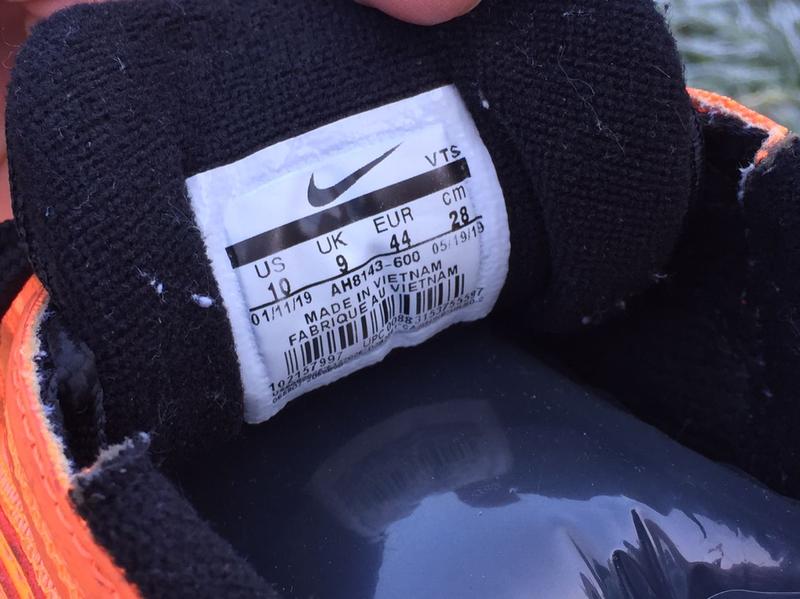 VTS
US UK EUR cm
10 9 44 28
01/11/19 AH8143-600 05/19/19
MADE IN VIETNAM
FABRIQUE AU VIETNAM
102157997